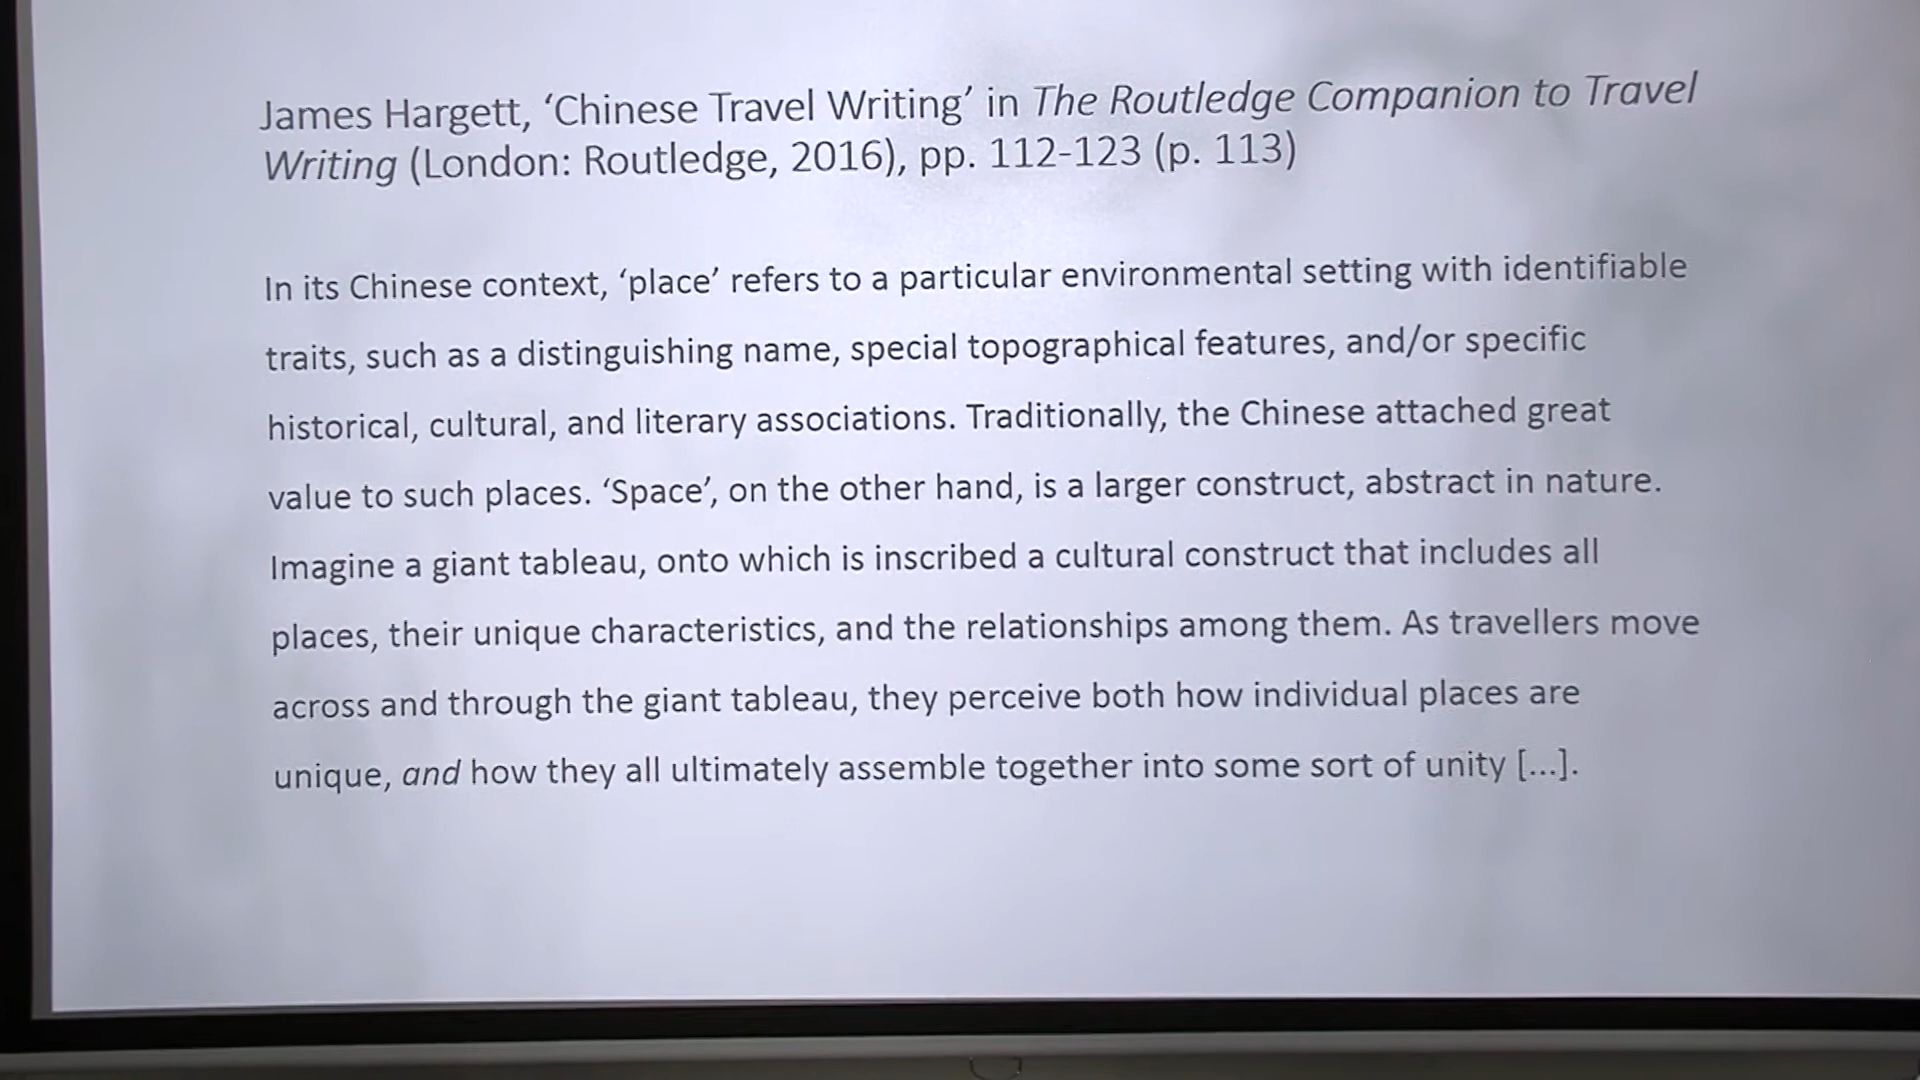 James Hargett, ‘Chinese Travel Writing’ in The Routledge Companion to Travel
Writing (London: Routledge, 2016), pp. 112-123 (p. 113)
In its Chinese context, ‘place’ refers to a particular environmental setting with identifiable
traits, such as a distinguishing name, special topographical features, and/or specific
historical, cultural, and literary associations. Traditionally, the Chinese attached great
value to such places. ‘Space’, on the other hand, is a larger construct, abstract in nature.
Imagine a giant tableau, onto which is inscribed a cultural construct that includes all
places, their unique characteristics, and the relationships among them. As travellers move
across and through the giant tableau, they perceive both how individual places are
unique, and how they all ultimately assemble together into some sort of unity [...].